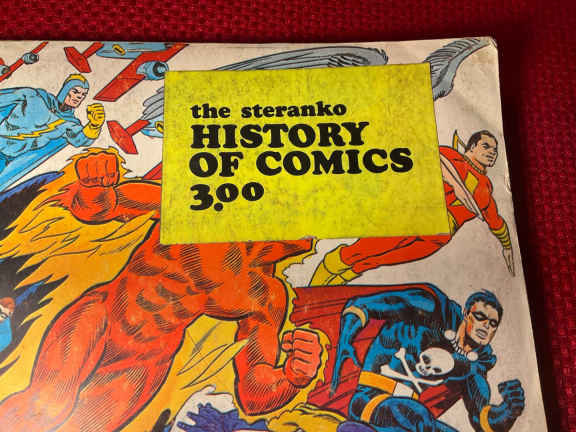 the steranko
HISTORY
OF COMICS
3.00